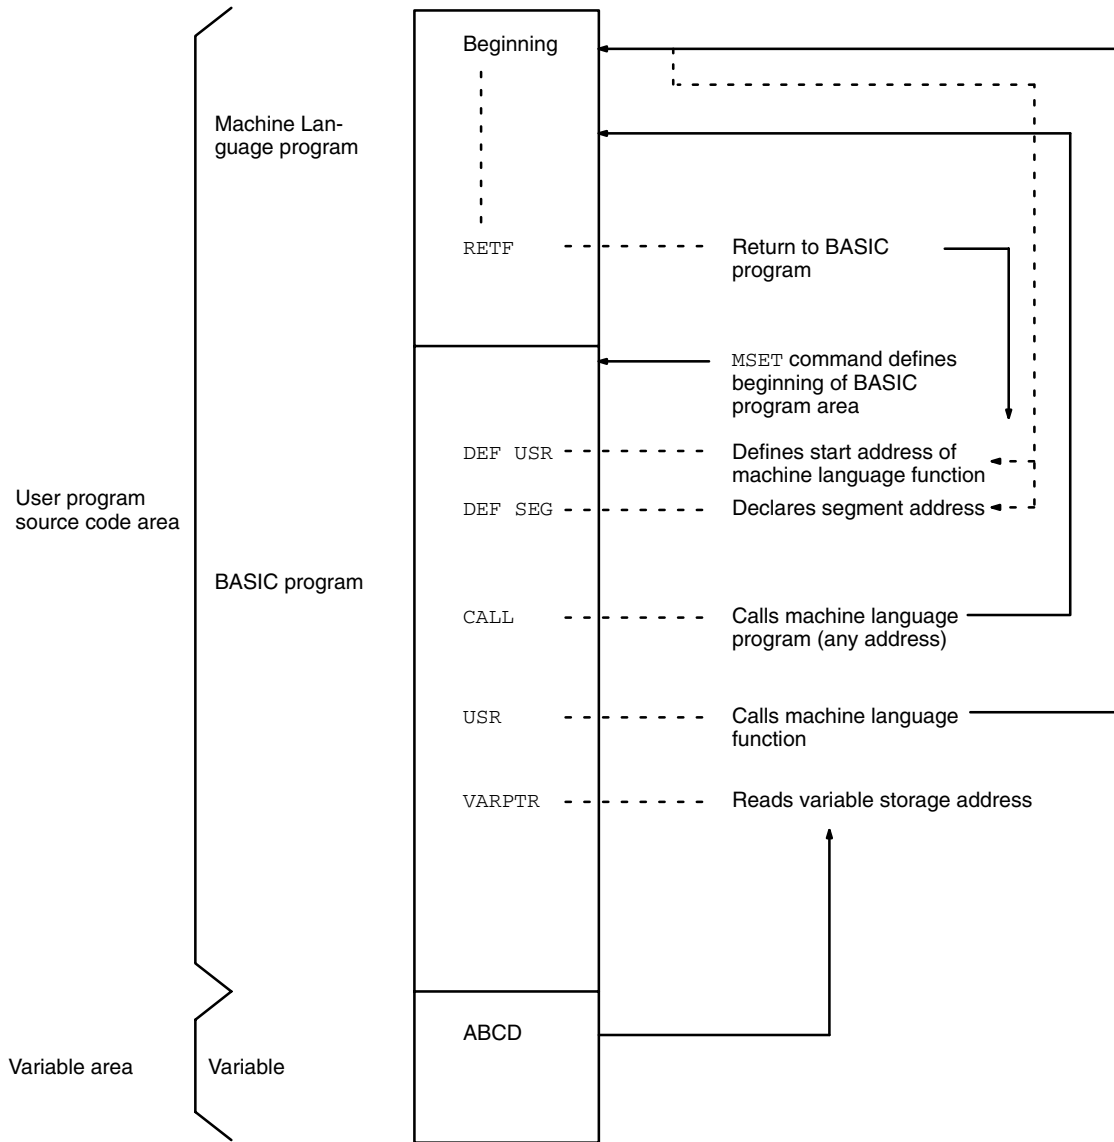 Beginning
Machine Lan-
guage program
RETF
Return to BASIC
program
MSET command defines
beginning of BASIC
program area
DEF USR
Defines start address of
machine language function
User program
source code area
DEF SEG
Declares segment address
BASIC program
CALL
Calls machine language
program (any address)
USR
Calls machine language
function
VARPTR
Reads variable storage address
ABCD
Variable area
Variable